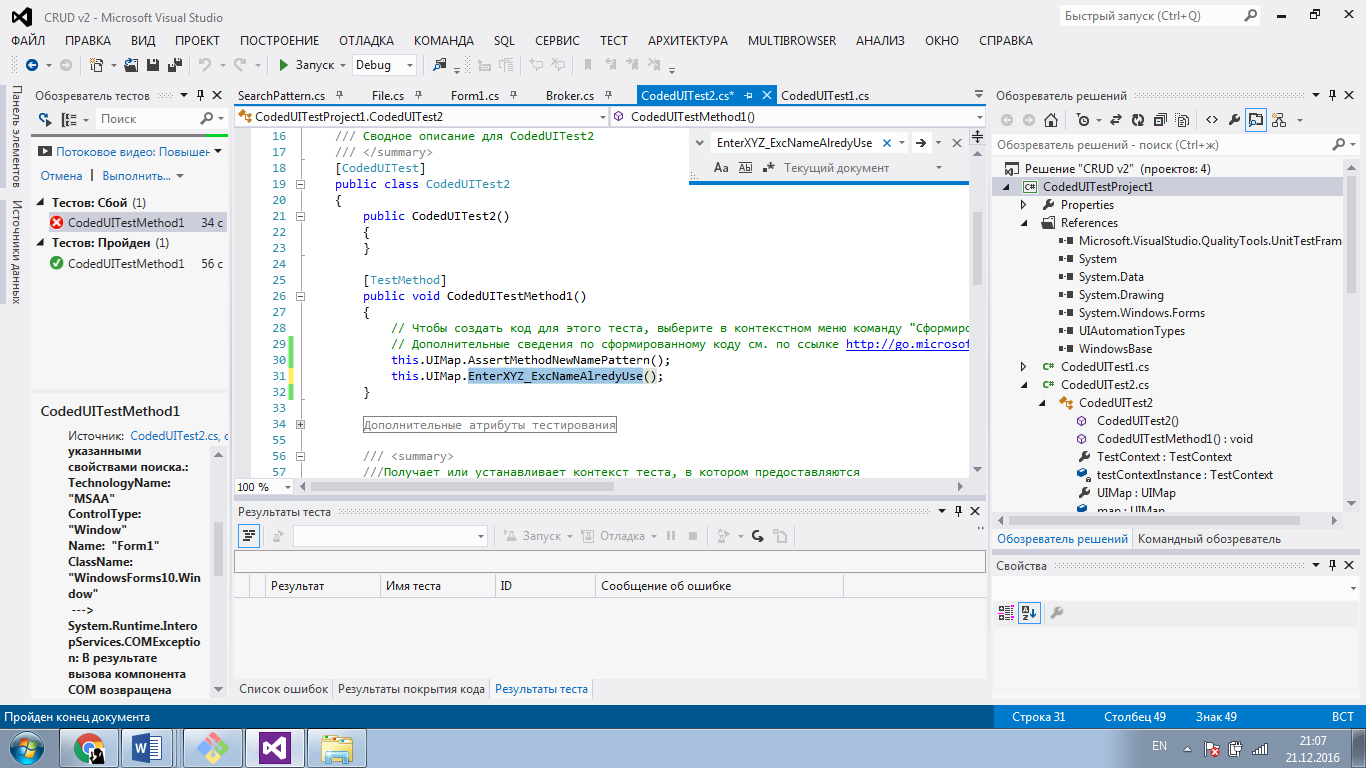 CRUD v2 - Microsoft Visual Studio
Быстрый запуск (Ctrl+Q)
ФАЙЛ ПРАВКА ВИД ПРОЕКТ ПОСТРОЕНИЕ ОТЛАДКА КОМАНДА SQL СЕРВИС ТЕСТ АРХИТЕКТУРА MULTIBROWSER АНАЛИЗ ОКНО СПРАВКА
Запуск Debug
Панель элементов
Источники данных
Обозреватель тестов
Поиск
Потоковое видео: Повышен
Отмена | Выполнить...
Тестов: Сбой (1)
CodedUITestMethod1 34 с
Тестов: Пройден (1)
CodedUITestMethod1 56 с
CodedUITestMethod1
Источник: CodedUITest2.cs, с
указанными
свойствами поиска.:
TechnologyName:
"MSAA"
ControlType:
"Window"
Name: "Form1"
ClassName:
"WindowsForms10.Win
dow"
--->
System.Runtime.Intero
pServices.COMExceptio
n: В результате
вызова компонента
COM возвращена
SearchPattern.cs File.cs Form1.cs Broker.cs CodedUITest2.cs* CodedUITest1.cs
CodedUITestProject1.CodedUITest2 CodedUITestMethod1()
EnterXYZ_ExcNameAlredyUse
Aa Ab Текущий документ
16 /// Сводное описание для CodedUITest2
17 /// </summary>
18 [CodedUITest]
19 public class CodedUITest2
20 {
21 public CodedUITest2()
22 {
23 }
24
25 [TestMethod]
26 public void CodedUITestMethod1()
27 {
28 // Чтобы создать код для этого теста, выберите в контекстном меню команду "Сформиро
29 // Дополнительные сведения по сформированному коду см. по ссылке http://go.microsof
30 this.UIMap.AssertMethodNewNamePattern();
31 this.UIMap.EnterXYZ_ExcNameAlredyUse();
32 }
33
34 Дополнительные атрибуты тестирования
55
56 /// <summary>
57 ///Получает или устанавливает контекст теста, в котором предоставляются
100 %
Результаты теста
Запуск Отладка
Результат Имя теста ID Сообщение об ошибке
Список ошибок Результаты покрытия кода Результаты теста
Обозреватель решений
Обозреватель решений - поиск (Ctrl+ж)
Решение "CRUD v2" (проектов: 4)
CodedUITestProject1
Properties
References
Microsoft.VisualStudio.QualityTools.UnitTestFram
System
System.Data
System.Drawing
System.Windows.Forms
UIAutomationTypes
WindowsBase
CodedUITest1.cs
CodedUITest2.cs
CodedUITest2
CodedUITest2()
CodedUITestMethod1() : void
TestContext : TestContext
testContextInstance : TestContext
UIMap : UIMap
map : UIMap
Обозреватель решений Командный обозреватель
Свойства
Пройден конец документа Строка 31 Столбец 49 Знак 49 ВСТ
EN
21:07
21.12.2016